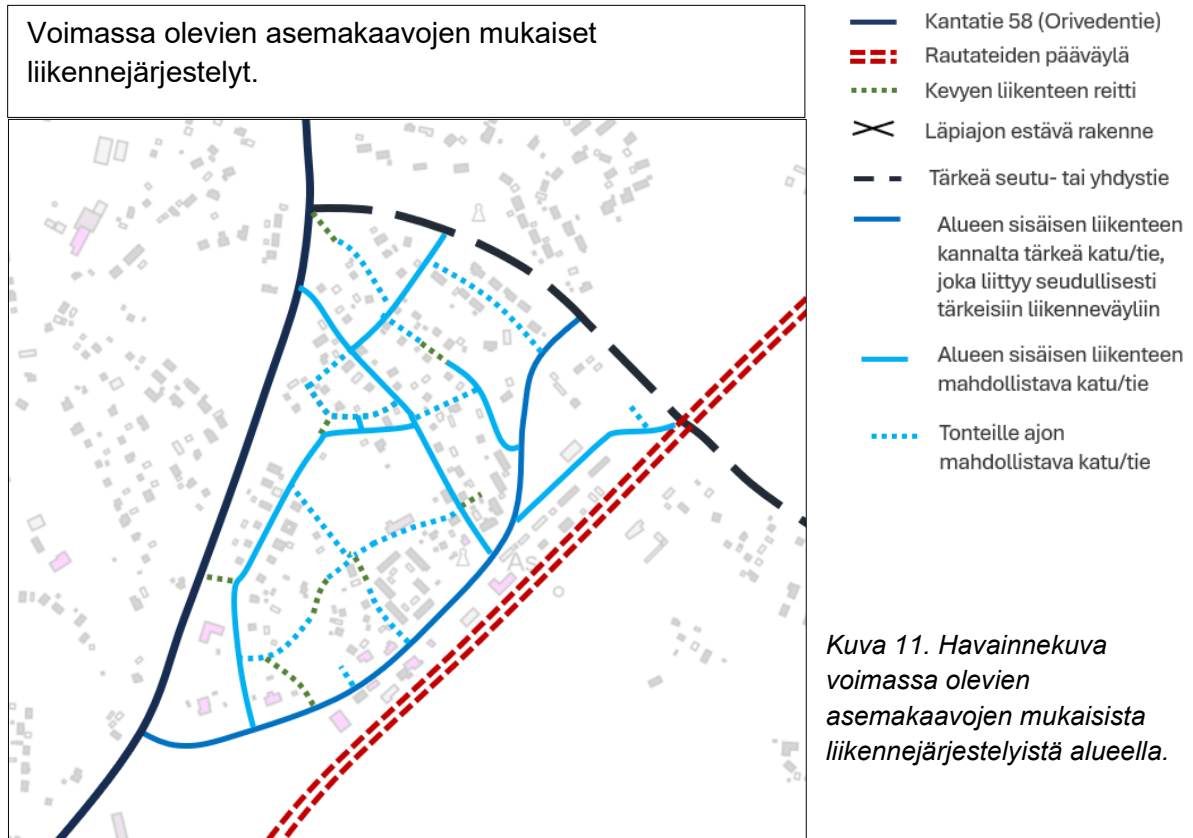 Voimassa olevien asemakaavojen mukaiset
liikennejärjestelyt.
Kantatie 58 (Orivedentie)
Rautateiden pääväylä
Kevyen liikenteen reitti
Läpiajon estävä rakenne
Tärkeä seutu- tai yhdystie
Alueen sisäisen liikenteen
kannalta tärkeä katu/tie,
joka liittyy seudullisesti
tärkeisiin liikenneväyliin
Alueen sisäisen liikenteen
mahdollistava katu/tie
Tonteille ajon
mahdollistava katu/tie
As
Kuva 11. Havainnekuva
voimassa olevien
asemakaavojen mukaisista
liikennejärjestelyistä alueella.